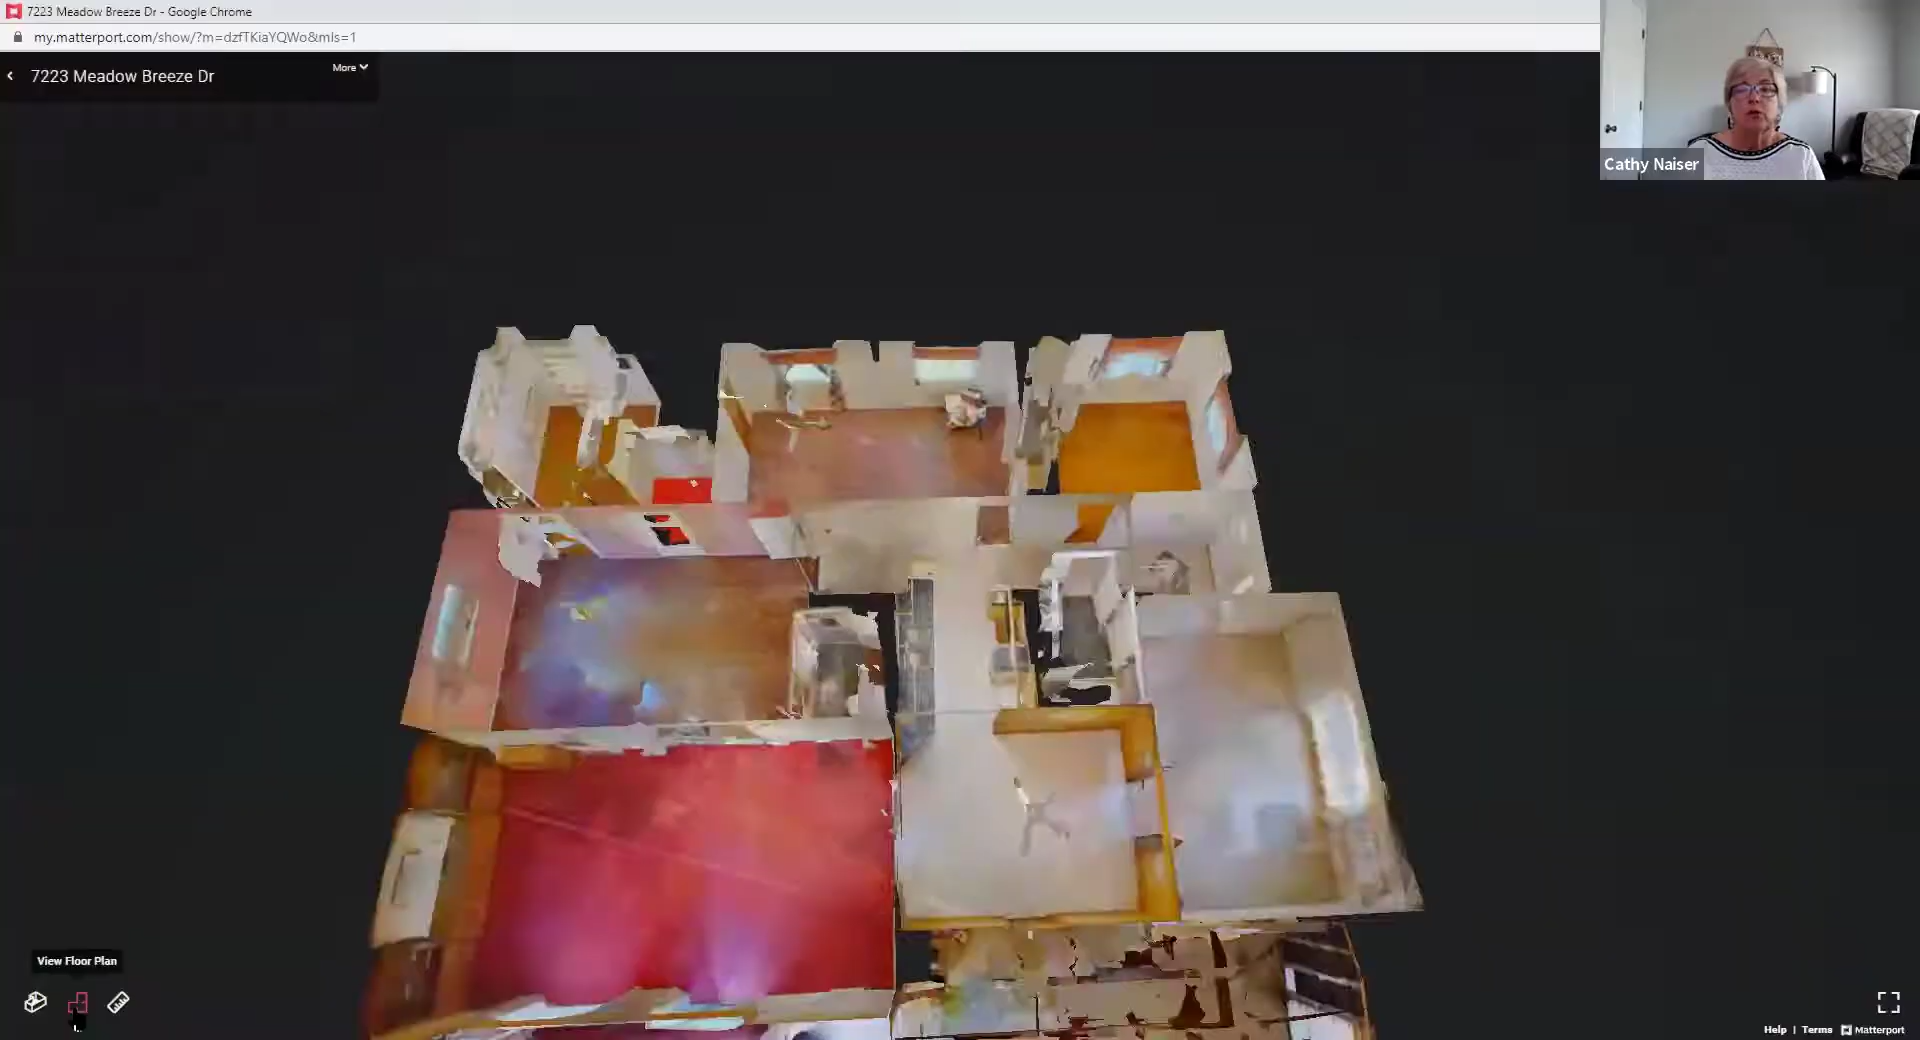 7223 Meadow Breeze Dr - Google Chrome
my.matterport.com/show/?m=dzfTKiaYQWo&mls=1
7223 Meadow Breeze Dr
More
Cathy Naiser
View Floor Plan
Help | Terms Matterport